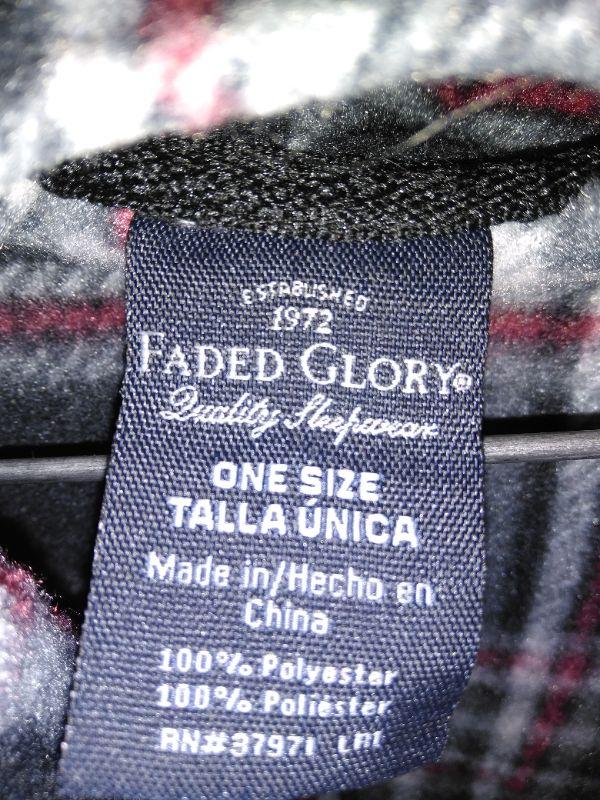 ESTABLISHED
1972
FADED GLORY®
Quality Sleepwear
ONE SIZE
TALLA ÚNICA
Made in/Hecho en
China
100% Polyester
100% Poliéster
RN#37971